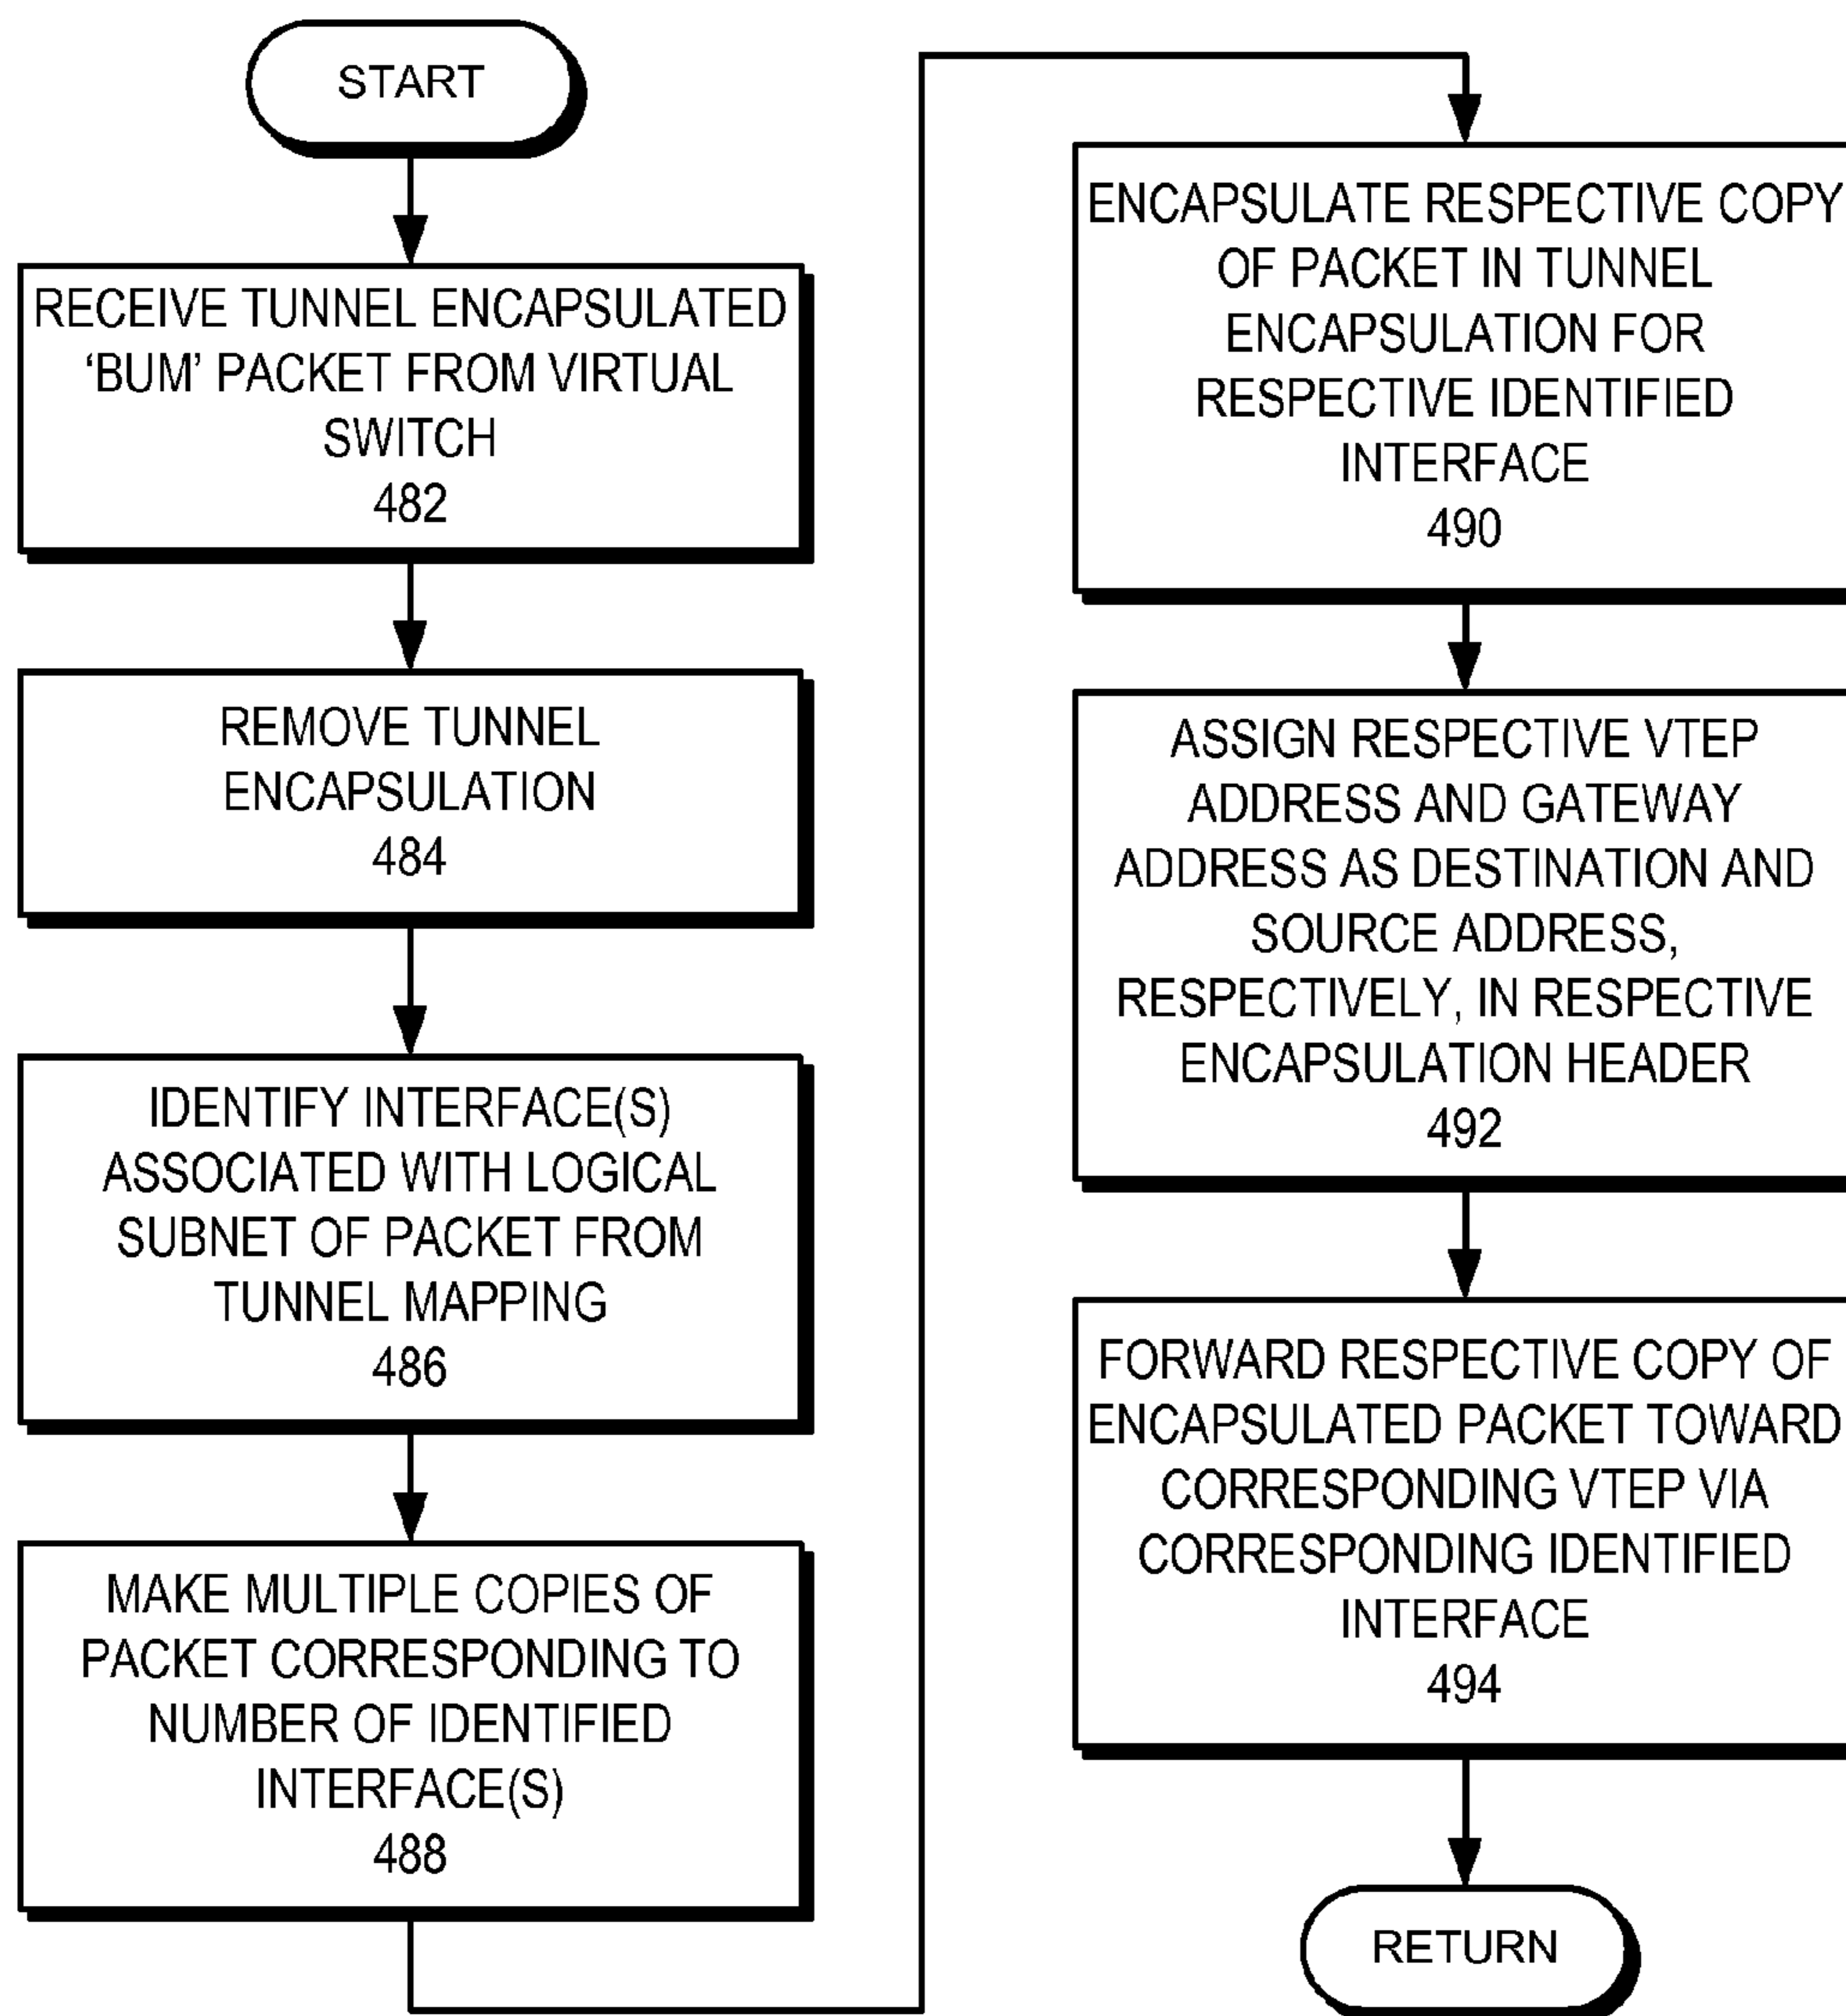 START
RECEIVE TUNNEL ENCAPSULATED
‘BUM’ PACKET FROM VIRTUAL
SWITCH
482
REMOVE TUNNEL
ENCAPSULATION
484
IDENTIFY INTERFACE(S)
ASSOCIATED WITH LOGICAL
SUBNET OF PACKET FROM
TUNNEL MAPPING
486
MAKE MULTIPLE COPIES OF
PACKET CORRESPONDING TO
NUMBER OF IDENTIFIED
INTERFACE(S)
488
ENCAPSULATE RESPECTIVE COPY
OF PACKET IN TUNNEL
ENCAPSULATION FOR
RESPECTIVE IDENTIFIED
INTERFACE
490
ASSIGN RESPECTIVE VTEP
ADDRESS AND GATEWAY
ADDRESS AS DESTINATION AND
SOURCE ADDRESS,
RESPECTIVELY, IN RESPECTIVE
ENCAPSULATION HEADER
492
FORWARD RESPECTIVE COPY OF
ENCAPSULATED PACKET TOWARD
CORRESPONDING VTEP VIA
CORRESPONDING IDENTIFIED
INTERFACE
494
RETURN